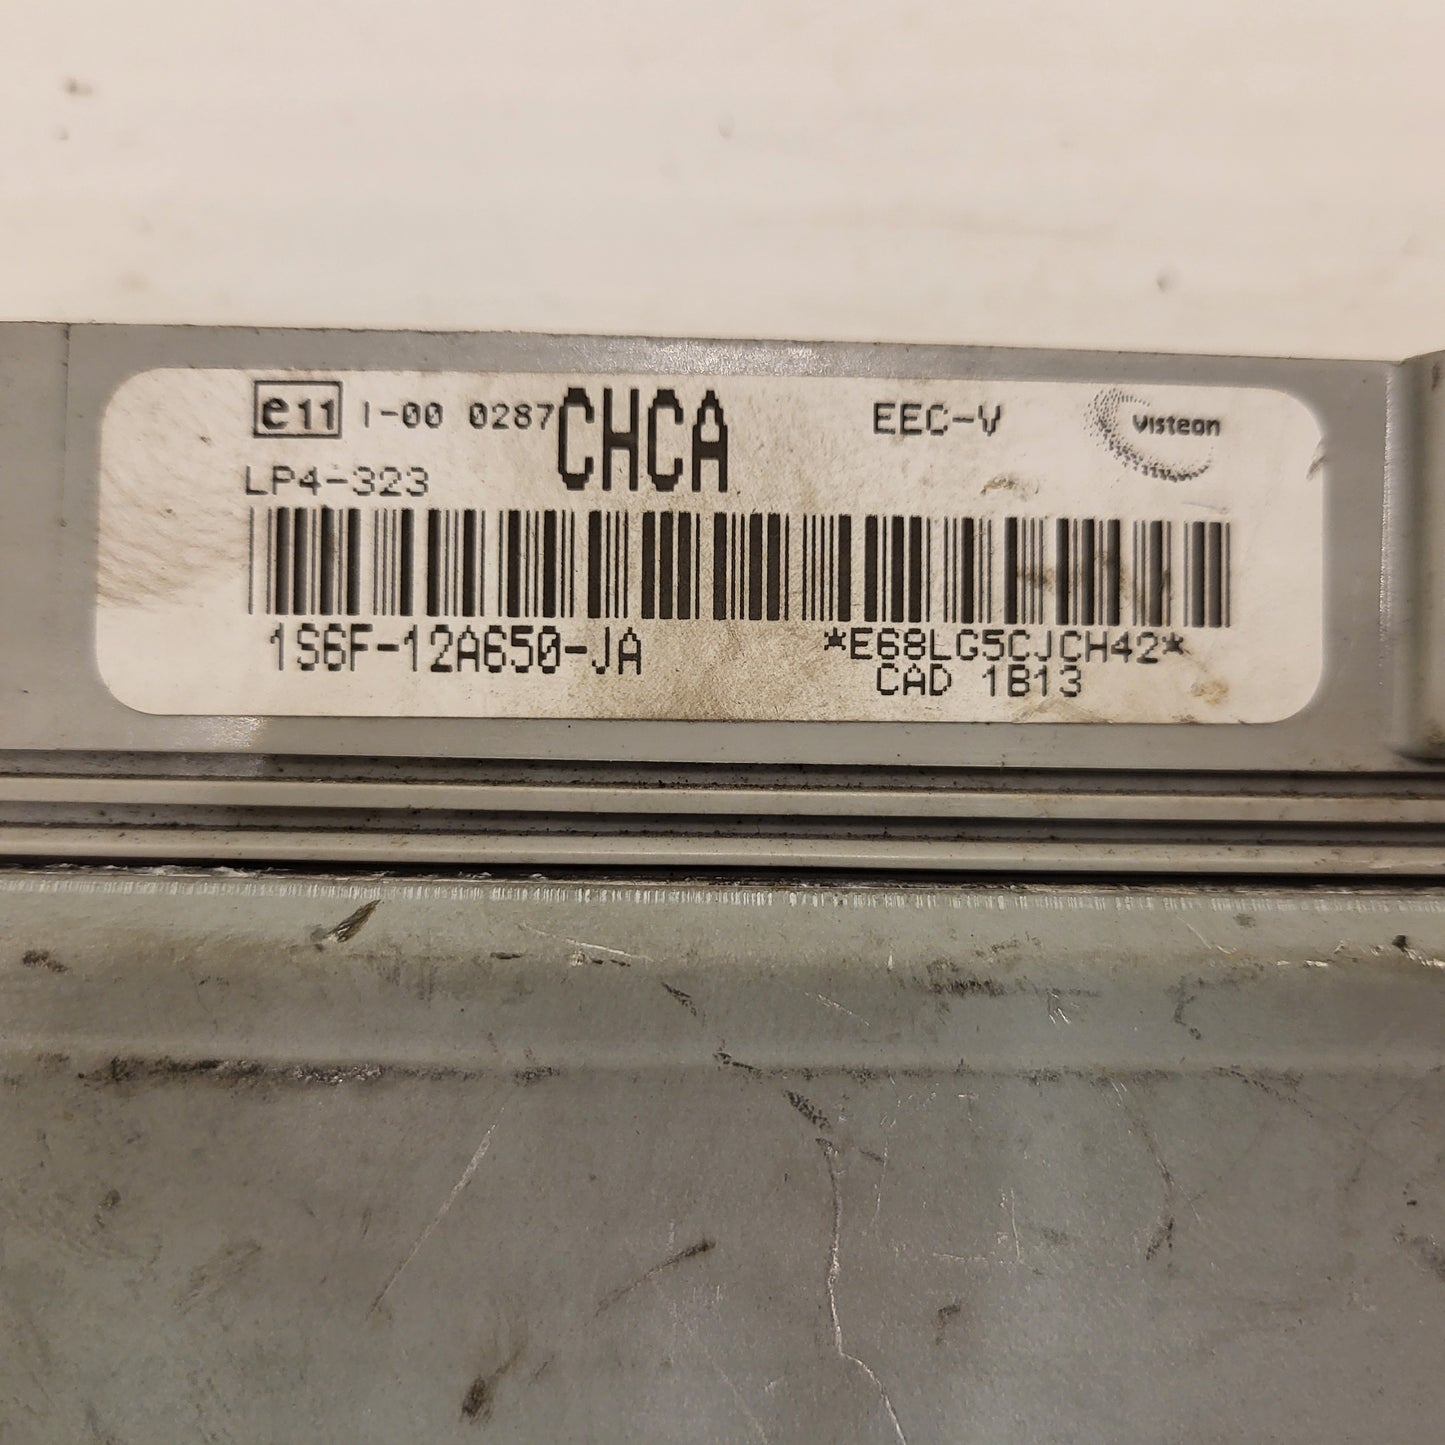 e11 I-00 0287 CHCA EEC-V Visteon
LP4-323
1S6F-12A650-JA *E68LG5CJCH42*
CAD 1B13